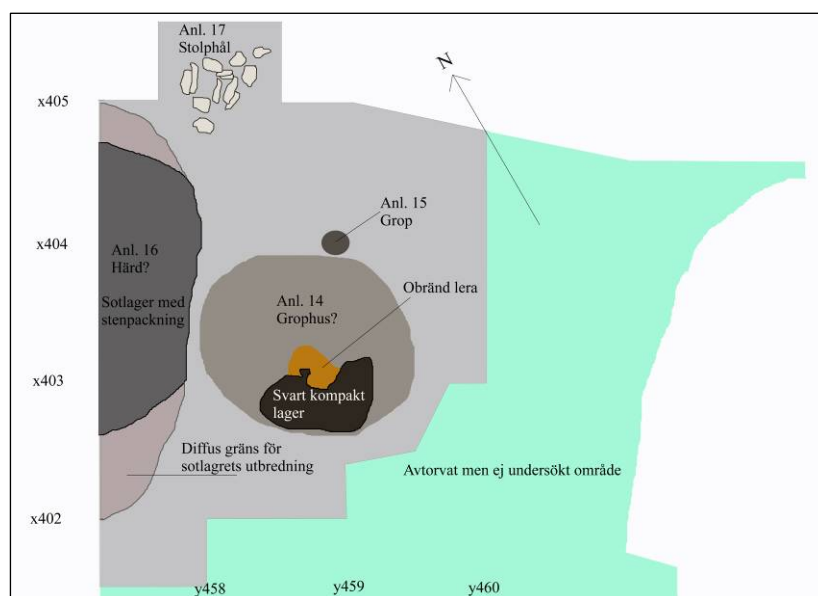 Anl. 17
Stolphål
N
x405
Anl. 15
Grop
x404
Anl. 16
Härd?
Sotlager med
stenpackning
Anl. 14
Grophus?
Obränd lera
x403
Svart kompakt
lager
Diffus gräns för
sotlagrets utbredning
Avtorvat men ej undersökt område
x402
y458
y459
y460